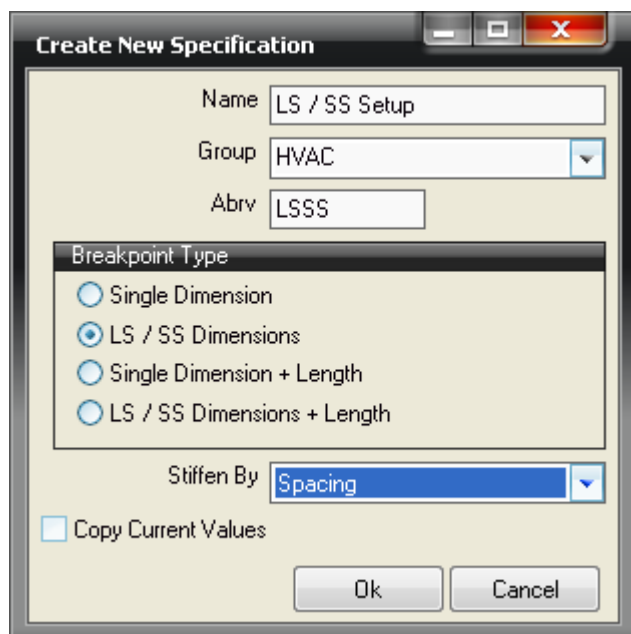 Create New Specification
Name LS / SS Setup
Group HVAC
Abrv LSSS
Breakpoint Type
Single Dimension
LS / SS Dimensions
Single Dimension + Length
LS / SS Dimensions + Length
Stiffen By Spacing
Copy Current Values
Ok Cancel